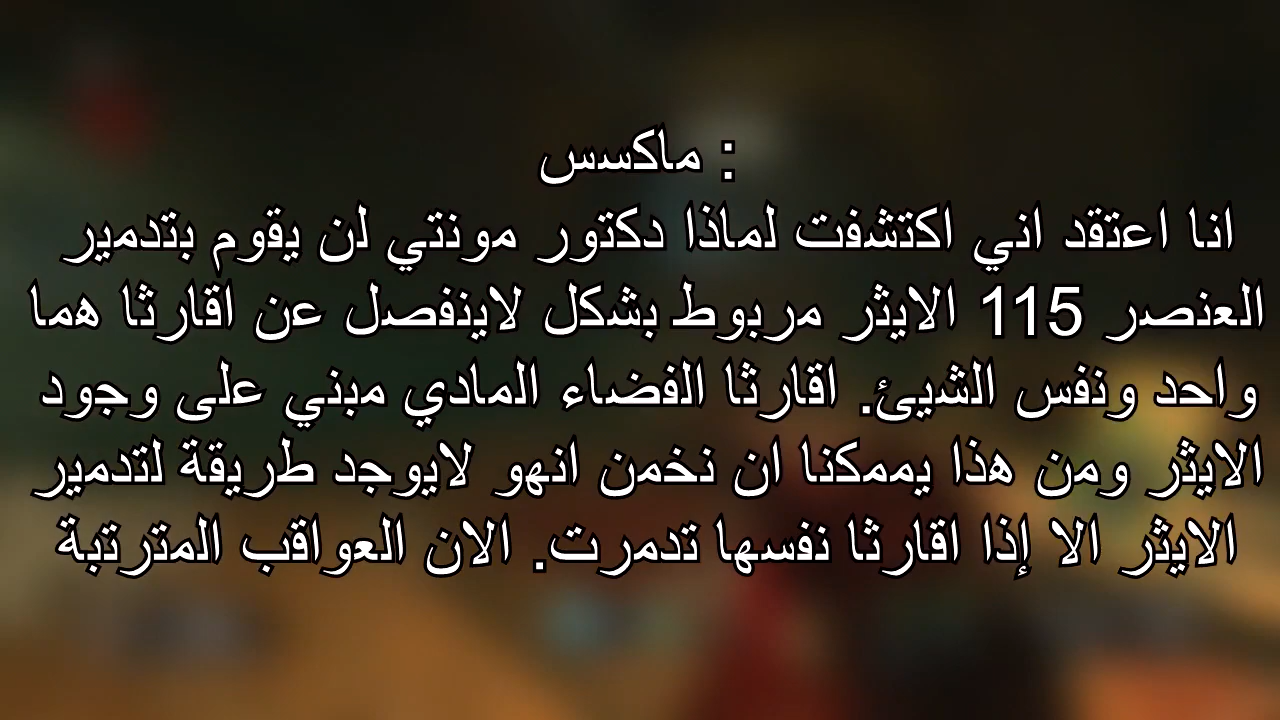 ماكسس :
انا اعتقد اني اكتشفت لماذا دكتور مونتي لن يقوم بتدمير
العنصر 115 الايثر مربوط بشكل لاينفصل عن اقارثا هما
واحد ونفس الشيئ. اقارثا الفضاء المادي مبني على وجود
الايثر ومن هذا يممكنا ان نخمن انهو لايوجد طريقة لتدمير
الايثر الا إذا اقارثا نفسها تدمرت. الان العواقب المترتبة